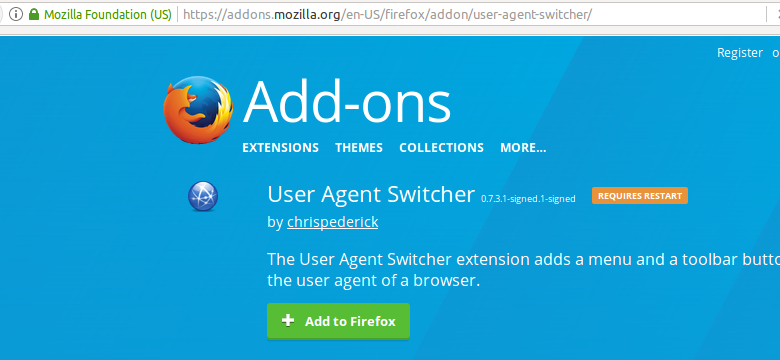 Mozilla Foundation (US) https://addons.mozilla.org/en-US/firefox/addon/user-agent-switcher/
Register
Add-ons
EXTENSIONS THEMES COLLECTIONS MORE...
User Agent Switcher 0.7.3.1-signed.1-signed REQUIRES RESTART
by chrispederick
The User Agent Switcher extension adds a menu and a toolbar
the user agent of a browser.
Add to Firefox